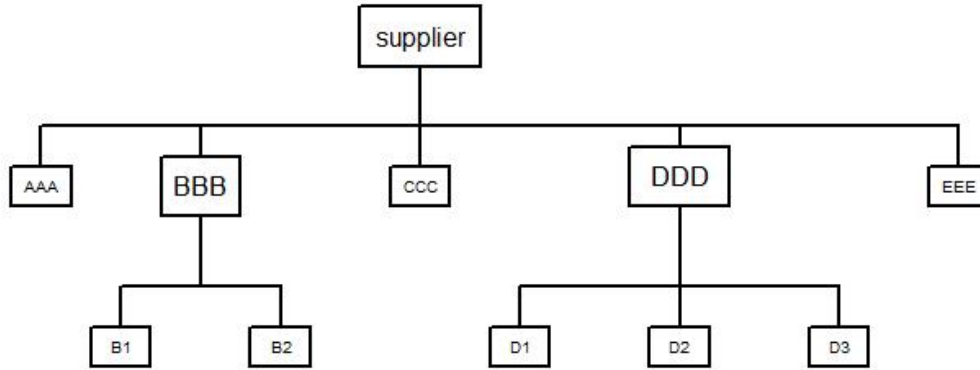 supplier
AAA
BBB
CCC
DDD
EEE
B1
B2
D1
D2
D3